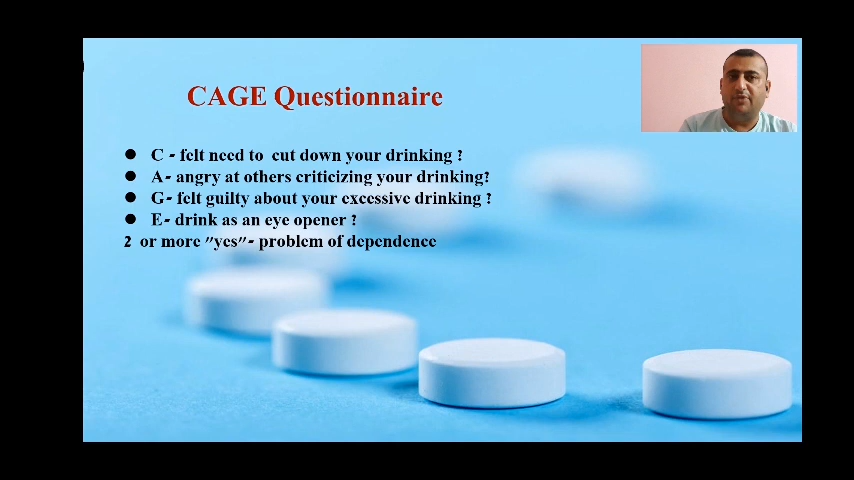 CAGE Questionnaire
● C - felt need to cut down your drinking ?
● A- angry at others criticizing your drinking?
● G- felt guilty about your excessive drinking ?
● E- drink as an eye opener ?
2 or more "yes"- problem of dependence